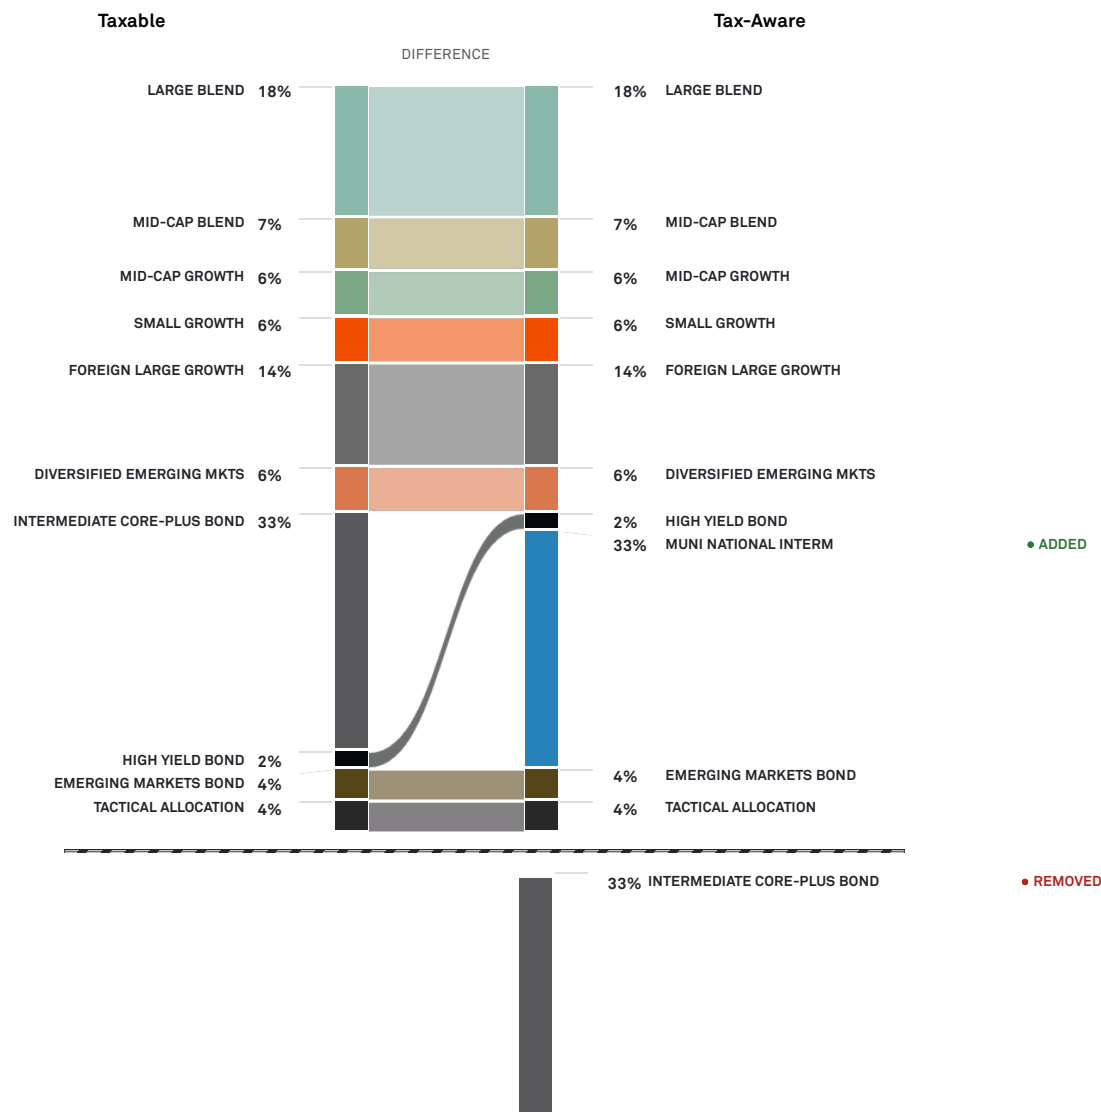 Taxable Tax-Aware
DIFFERENCE
LARGE BLEND 18% 18% LARGE BLEND
MID-CAP BLEND 7% 7% MID-CAP BLEND
MID-CAP GROWTH 6% 6% MID-CAP GROWTH
SMALL GROWTH 6% 6% SMALL GROWTH
FOREIGN LARGE GROWTH 14% 14% FOREIGN LARGE GROWTH
DIVERSIFIED EMERGING MKTS 6% 6% DIVERSIFIED EMERGING MKTS
INTERMEDIATE CORE-PLUS BOND 33% 2% HIGH YIELD BOND
33% MUNI NATIONAL INTERM ADDED
HIGH YIELD BOND 2%
EMERGING MARKETS BOND 4% 4% EMERGING MARKETS BOND
TACTICAL ALLOCATION 4% 4% TACTICAL ALLOCATION
33% INTERMEDIATE CORE-PLUS BOND REMOVED